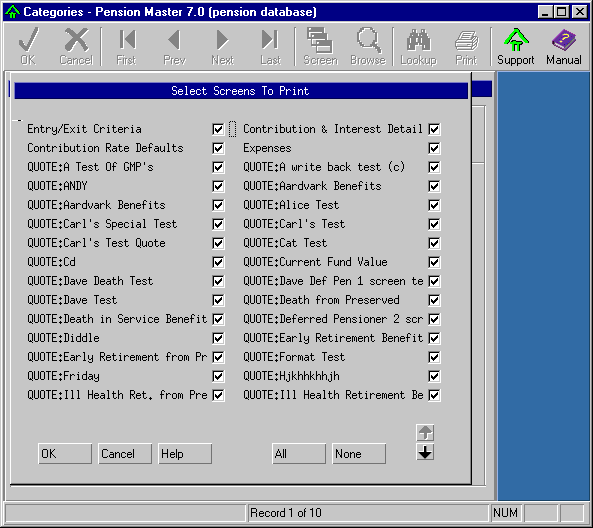 Categories - Pension Master 7.0 (pension database)
OK Cancel First Prev Next Last Screen Browse Lookup Print Support Manual
Select Screens To Print
Entry/Exit Criteria Contribution & Interest Detail
Contribution Rate Defaults Expenses
QUOTE:A Test Of GMP's QUOTE:A write back test (c)
QUOTE:ANDY QUOTE:Aardvark Benefits
QUOTE:Aardvark Benefits QUOTE:Alice Test
QUOTE:Carl's Special Test QUOTE:Carl's Test
QUOTE:Carl's Test Quote QUOTE:Cat Test
QUOTE:Cd QUOTE:Current Fund Value
QUOTE:Dave Death Test QUOTE:Dave Def Pen 1 screen te
QUOTE:Dave Test QUOTE:Death from Preserved
QUOTE:Death in Service Benefit QUOTE:Deferred Pensioner 2 scr
QUOTE:Diddle QUOTE:Early Retirement Benefit
QUOTE:Early Retirement from Pr QUOTE:Format Test
QUOTE:Friday QUOTE:Hjkhhkhhjh
QUOTE:Ill Health Ret. from Pre QUOTE:Ill Health Retirement Be
OK Cancel Help All None
Record 1 of 10 NUM